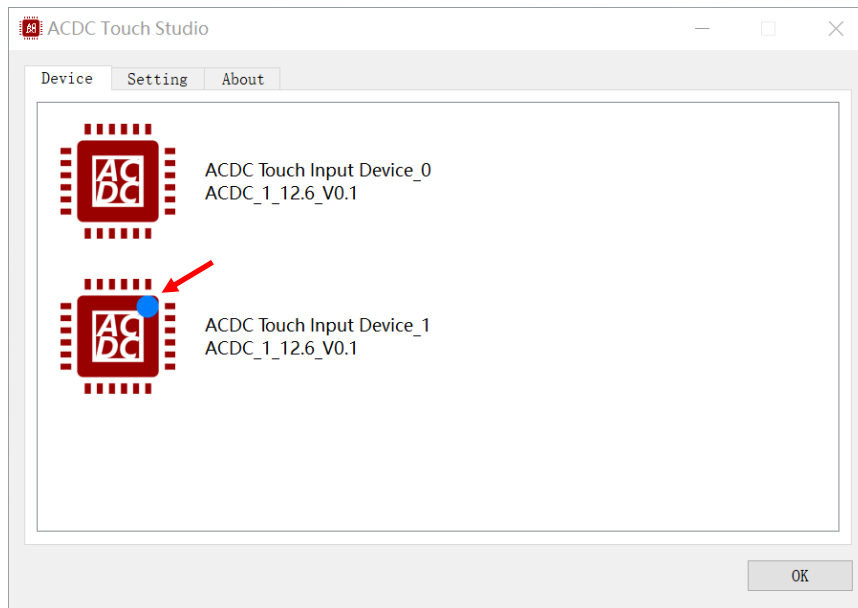 ACDC Touch Studio
Device Setting About
AC
DC
ACDC Touch Input Device_0
ACDC_1_12.6_V0.1
AC
DC
ACDC Touch Input Device_1
ACDC_1_12.6_V0.1
OK